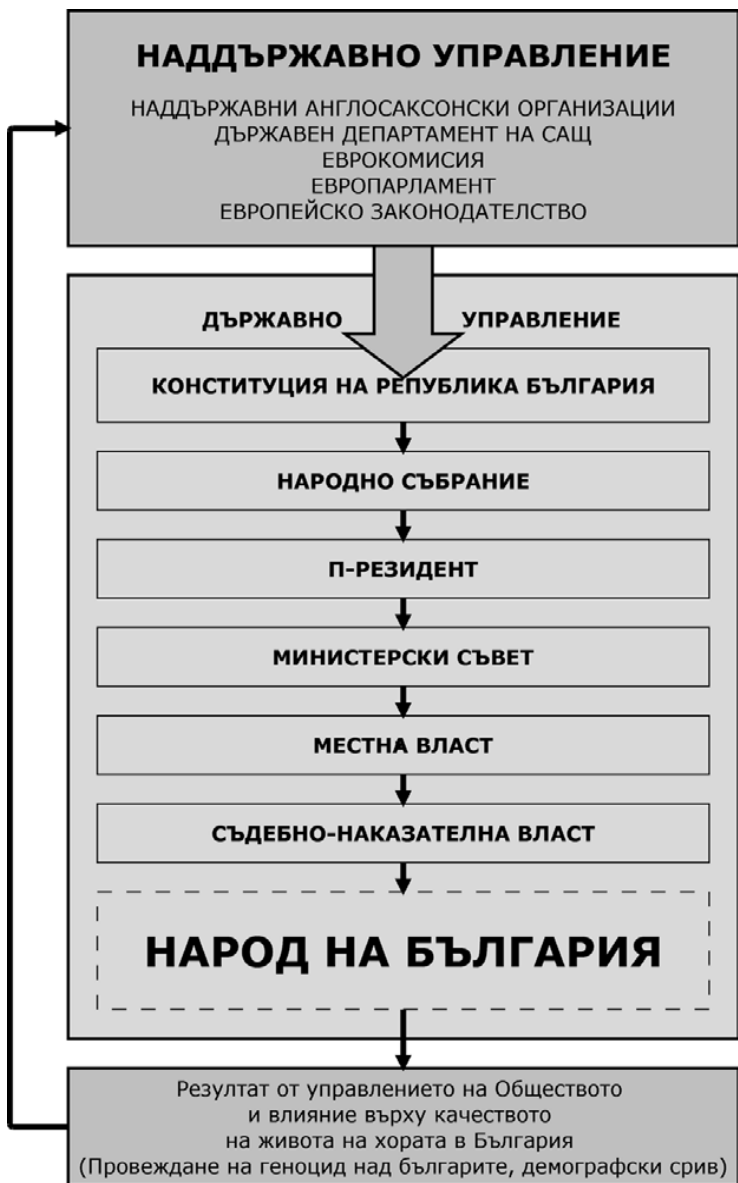 НАДДЪРЖАВНО УПРАВЛЕНИЕ
НАДДЪРЖАВНИ АНГЛОСАКСОНСКИ ОРГАНИЗАЦИИ
ДЪРЖАВЕН ДЕПАРТАМЕНТ НА САЩ
ЕВРОКОМИСИЯ
ЕВРОПАРЛАМЕНТ
ЕВРОПЕЙСКО ЗАКОНОДАТЕЛСТВО
ДЪРЖАВНО УПРАВЛЕНИЕ
КОНСТИТУЦИЯ НА РЕПУБЛИКА БЪЛГАРИЯ
НАРОДНО СЪБРАНИЕ
П-РЕЗИДЕНТ
МИНИСТЕРСКИ СЪВЕТ
МЕСТНА ВЛАСТ
СЪДЕБНО-НАКАЗАТЕЛНА ВЛАСТ
НАРОД НА БЪЛГАРИЯ
Резултат от управлението на Обществото
и влияние върху качеството
на живота на хората в България
(Провеждане на геноцид над българите, демографски срив)